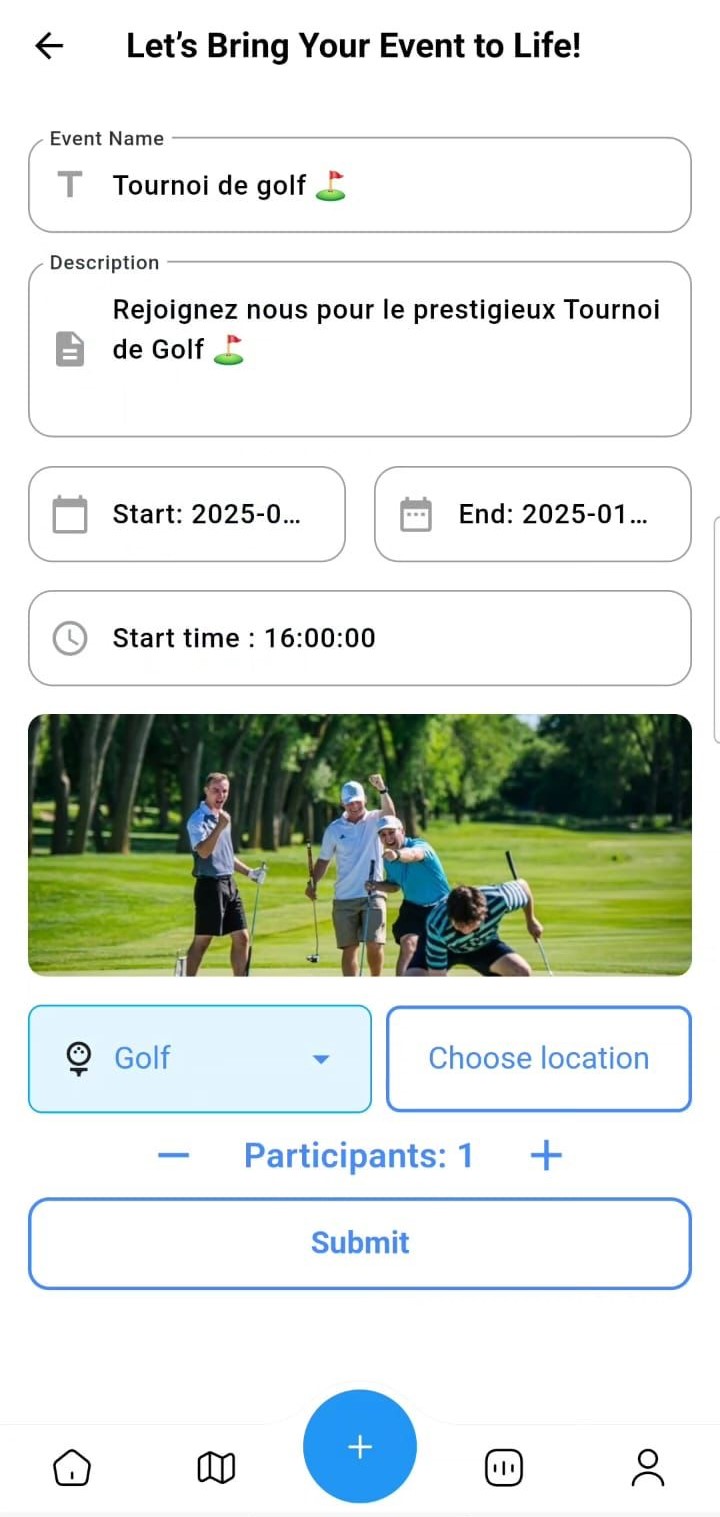 Let's Bring Your Event to Life!
Event Name
Tournoi de golf ⛳
Description
Rejoignez nous pour le prestigieux Tournoi
de Golf ⛳
Start: 2025-0...
End: 2025-01...
Start time : 16:00:00
Golf
Choose location
Participants: 1
Submit